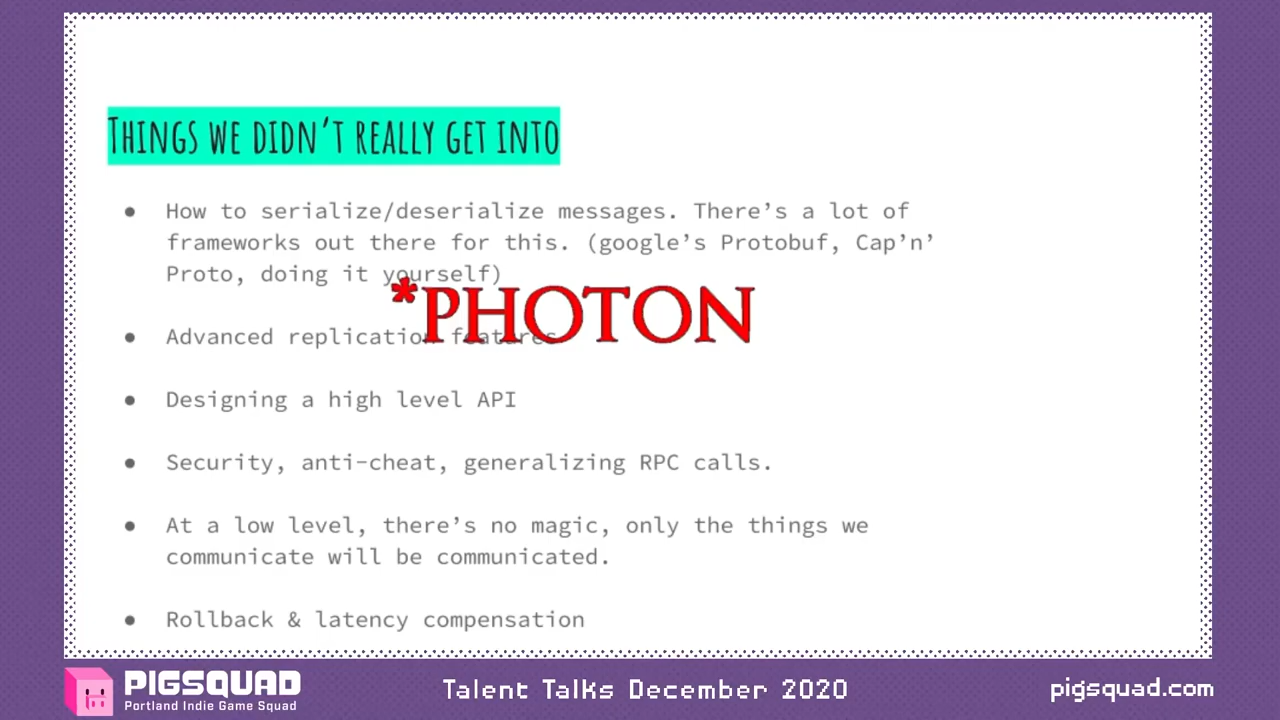 THINGS WE DIDN'T REALLY GET INTO
● How to serialize/deserialize messages. There's a lot of
frameworks out there for this. (google's Protobuf, Cap'n'
Proto, doing it yourself)
*PHOTON
● Advanced replication features
● Designing a high level API
● Security, anti-cheat, generalizing RPC calls.
● At a low level, there's no magic, only the things we
communicate will be communicated.
● Rollback & latency compensation
PIGSQUAD
Portland Indie Game Squad
Talent Talks December 2020
pigsquad.com